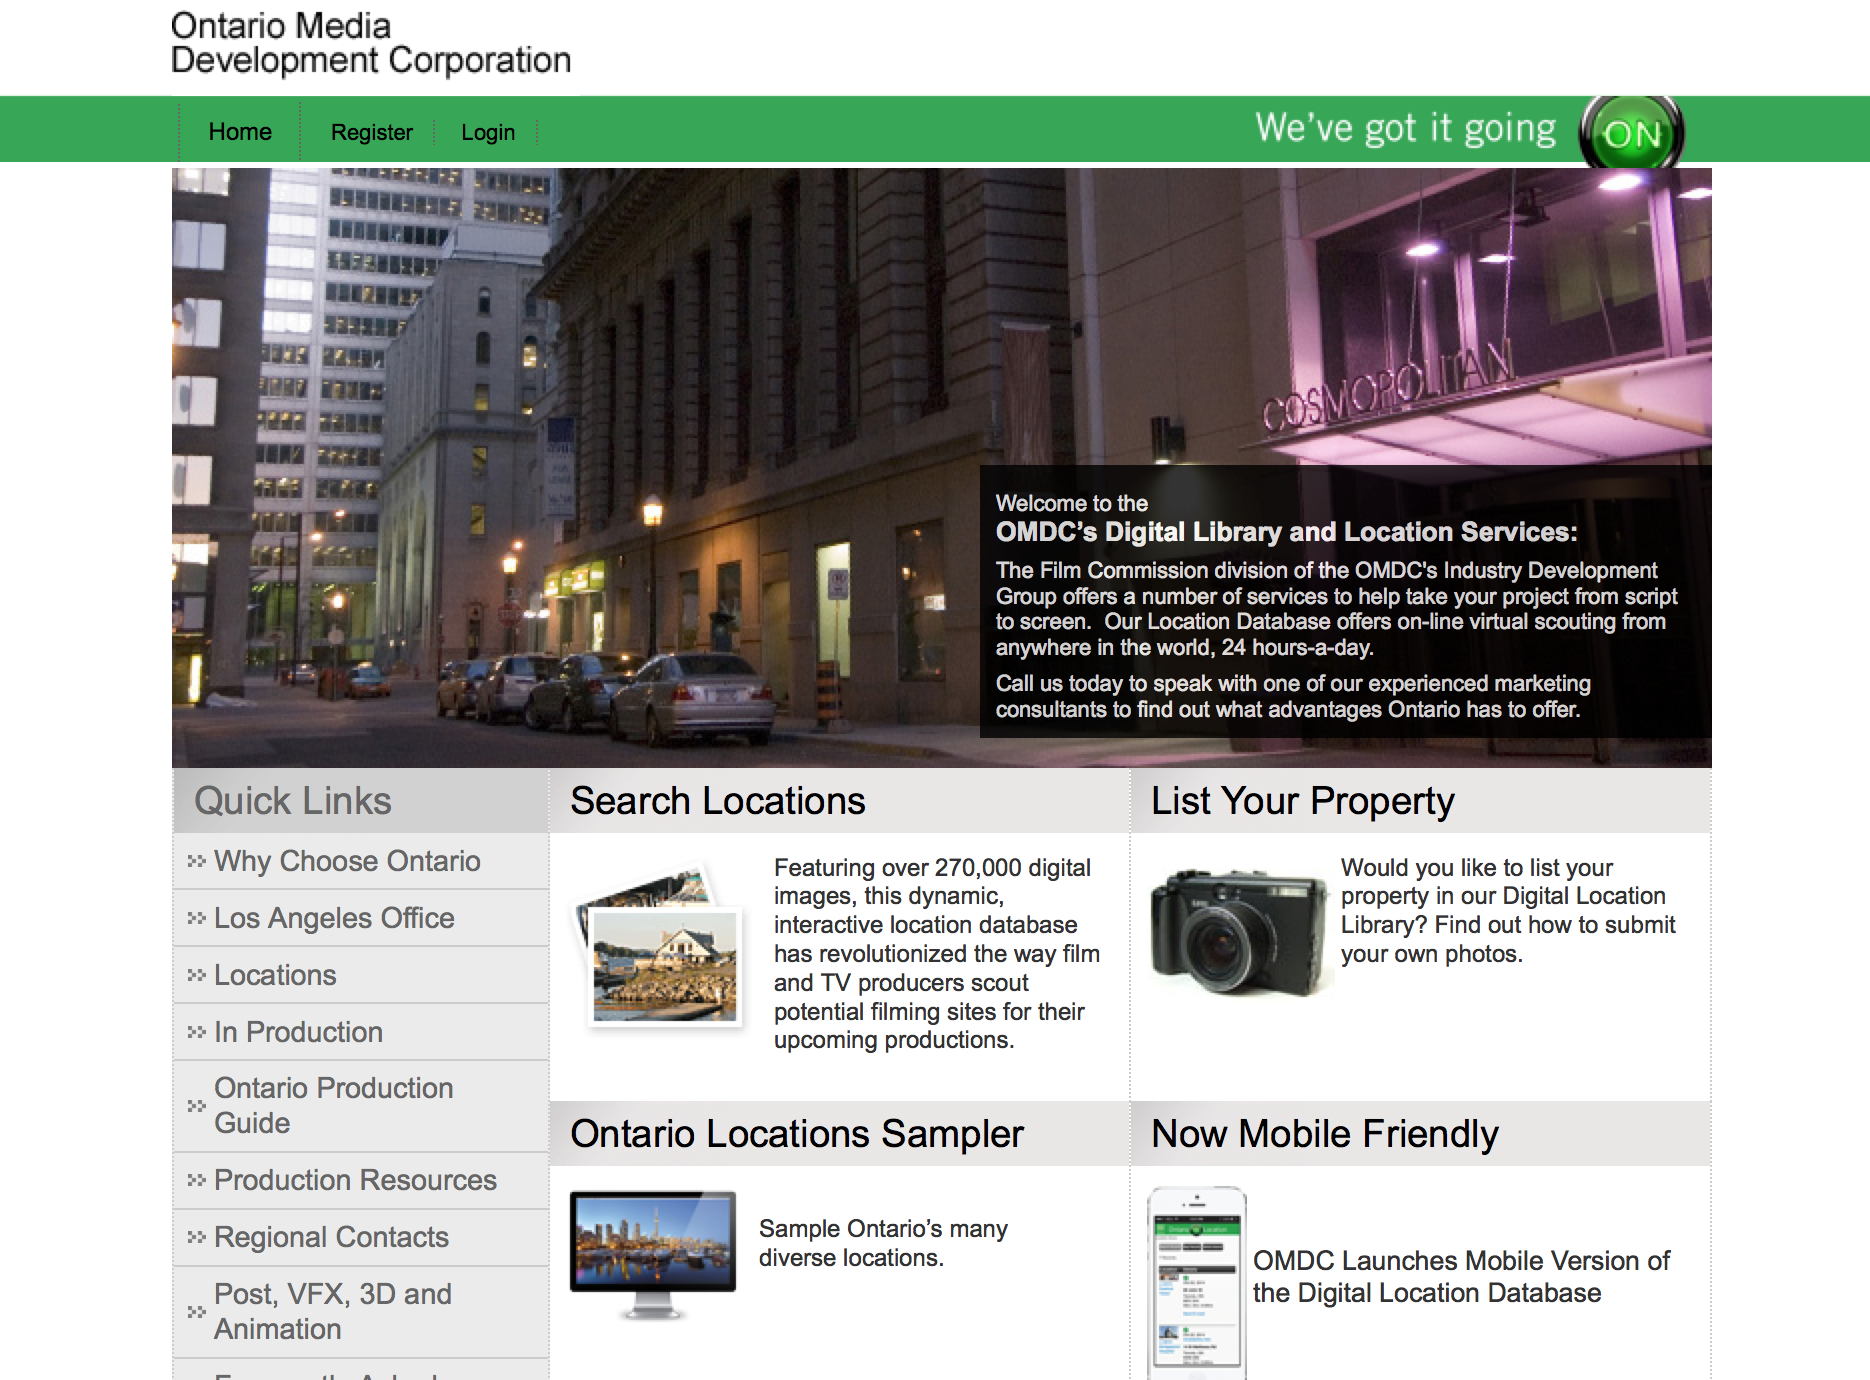 Ontario Media
Development Corporation
Home
Register
Login
We've got it going
ON
COSMOPOLITAN
Welcome to the
OMDC's Digital Library and Location Services:
The Film Commission division of the OMDC's Industry Development
Group offers a number of services to help take your project from script
to screen.  Our Location Database offers on-line virtual scouting from
anywhere in the world, 24 hours-a-day.
Call us today to speak with one of our experienced marketing
consultants to find out what advantages Ontario has to offer.
Quick Links
Why Choose Ontario
Los Angeles Office
Locations
In Production
Ontario Production
Guide
Production Resources
Regional Contacts
Post, VFX, 3D and
Animation
Search Locations
Featuring over 270,000 digital
images, this dynamic,
interactive location database
has revolutionized the way film
and TV producers scout
potential filming sites for their
upcoming productions.
List Your Property
Would you like to list your
property in our Digital Location
Library? Find out how to submit
your own photos.
Ontario Locations Sampler
Sample Ontario's many
diverse locations.
Now Mobile Friendly
OMDC Launches Mobile Version of
the Digital Location Database